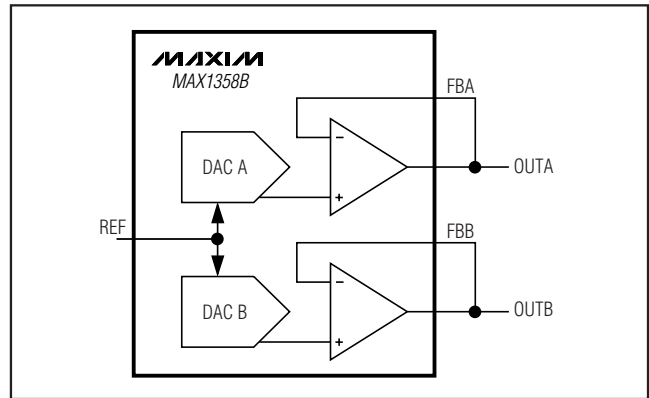 MAXIM
MAX1358B
FBA
-
DAC A
+
OUTA
REF
FBB
-
DAC B
+
OUTB